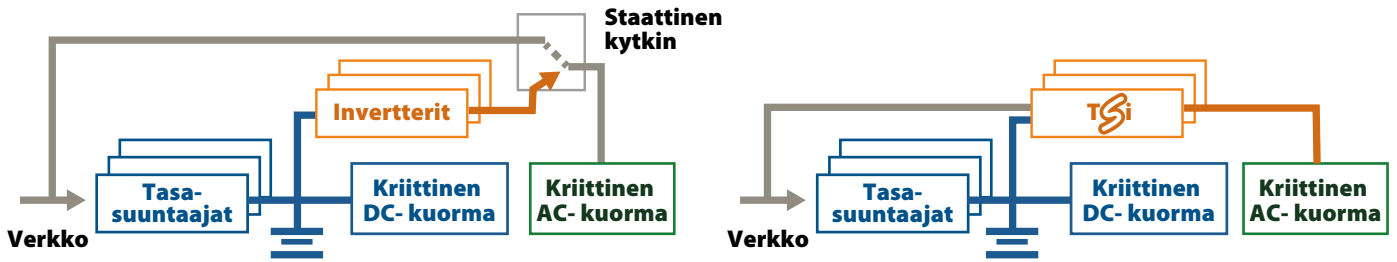 Staattinen
kytkin
Invertterit
Tasa-
suuntaajat
Kriittinen
DC- kuorma
Kriittinen
AC- kuorma
Verkko
TSi
Tasa-
suuntaajat
Kriittinen
DC- kuorma
Kriittinen
AC- kuorma
Verkko